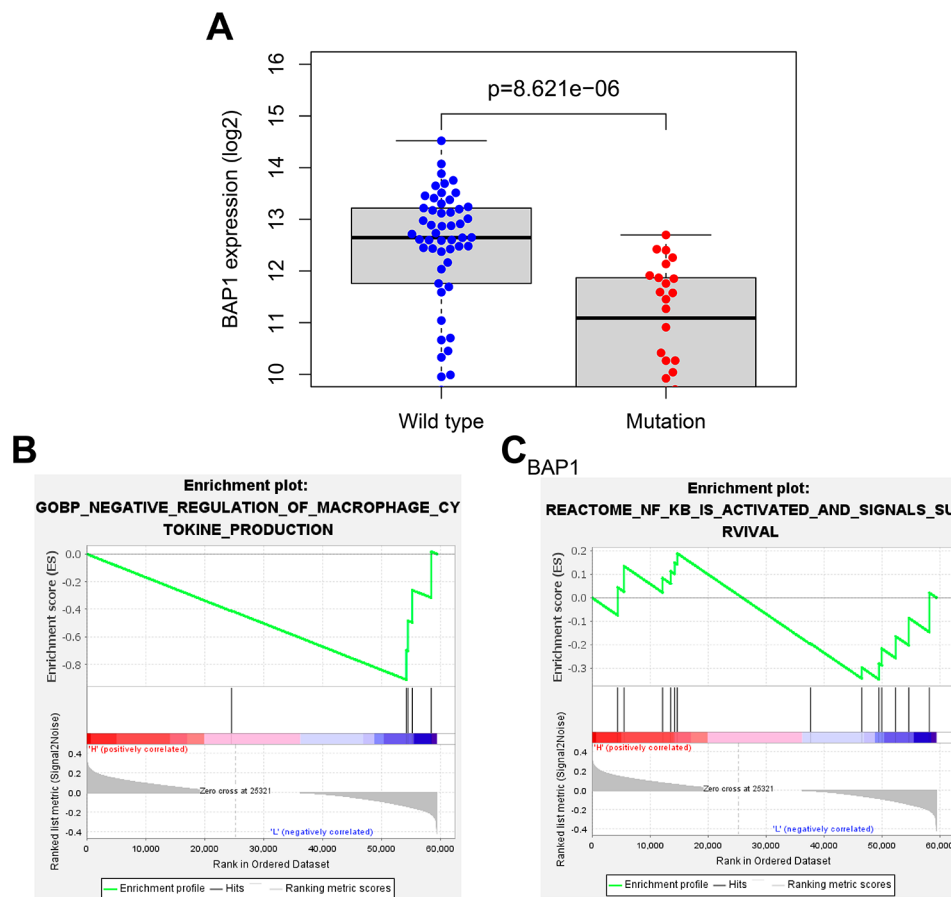 A
BAP1 expression (log2)
16
15
14
13
12
11
10
p=8.621e−06
Wild type
Mutation
B
Enrichment plot:
GOBP_NEGATIVE_REGULATION_OF_MACROPHAGE_CY
TOKINE_PRODUCTION
Enrichment score (ES)
0.0
-0.2
-0.4
-0.6
-0.8
Ranked list metric (Signal2Noise)
'H' (positively correlated)
0.4
0.2
0.0
-0.2
-0.4
Zero cross at 25321
'L' (negatively correlated)
0
10,000
20,000
30,000
40,000
50,000
60,000
Rank in Ordered Dataset
Enrichment profile
Hits
Ranking metric scores
C
BAP1
Enrichment plot:
REACTOME_NF_KB_IS_ACTIVATED_AND_SIGNALS_SU
RVIVAL
Enrichment score (ES)
0.2
0.1
0.0
-0.1
-0.2
-0.3
Ranked list metric (Signal2Noise)
'H' (positively correlated)
0.4
0.2
0.0
-0.2
-0.4
Zero cross at 25321
'L' (negatively correlated)
0
10,000
20,000
30,000
40,000
50,000
60,000
Rank in Ordered Dataset
Enrichment profile
Hits
Ranking metric scores